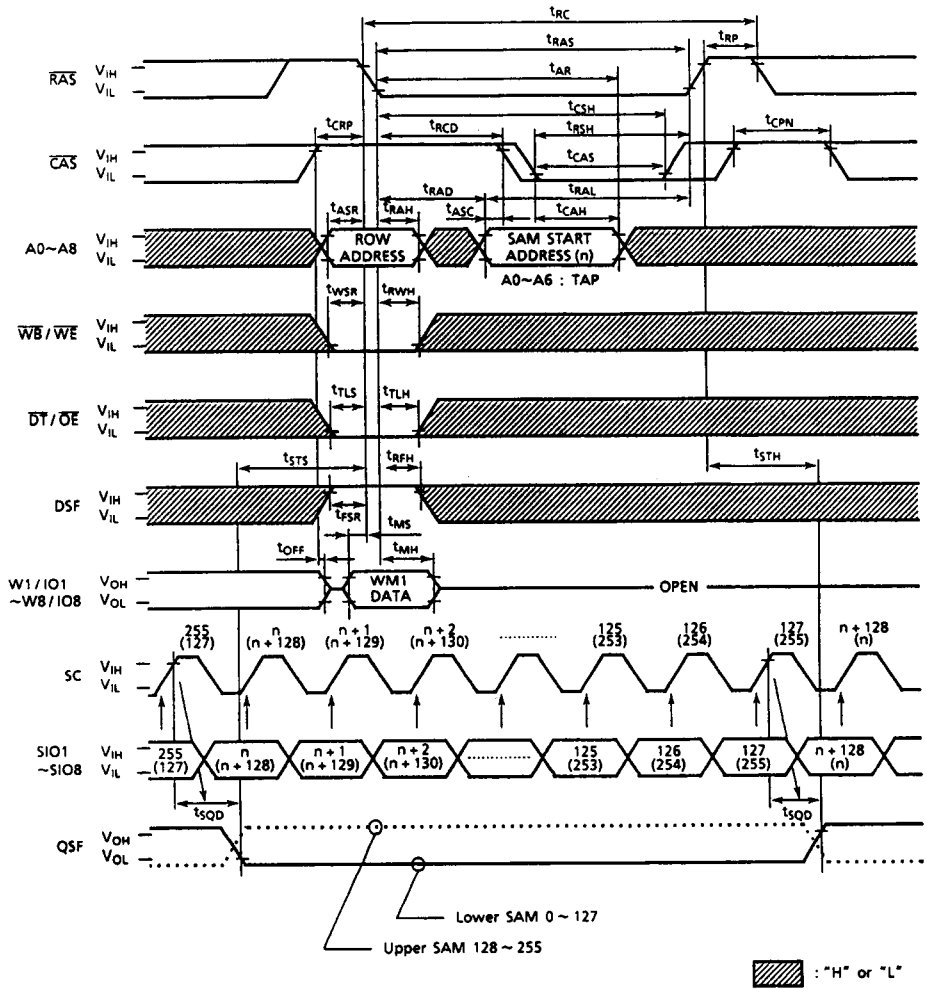 tRC
tRAS
tRP
RAS VIH
VIL
tAR
tCSH
tCRP
tRCD
tRSH
tCPN
CAS VIH
VIL
tCAS
tRAD
tRAL
tASR
tRAH
tASC
tCAH
A0~A8 VIH
VIL
ROW ADDRESS
SAM START ADDRESS (n)
A0~A6 : TAP
tWSR
tRWH
WB / WE VIH
VIL
tTLS
tTLH
DT / OE VIH
VIL
tSTS
tRFH
tSTH
DSF VIH
VIL
tFSR
tMS
tOFF
tMH
W1 / IO1 ~W8 / IO8 VOH
VOL
WM1 DATA
OPEN
255 (127)
n (n + 128)
n + 1 (n + 129)
n + 2 (n + 130)
125 (253)
126 (254)
127 (255)
n + 128 (n)
SC VIH
VIL
SIO1 ~SIO8 VIH
VIL
255 (127)
n (n + 128)
n + 1 (n + 129)
n + 2 (n + 130)
125 (253)
126 (254)
127 (255)
n + 128 (n)
tSQD
tSQD
QSF VOH
VOL
Lower SAM 0 ~ 127
Upper SAM 128 ~ 255
: "H" or "L"